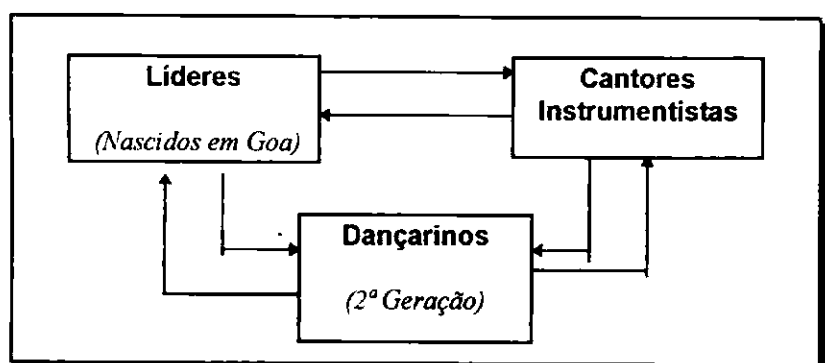 Líderes
(Nascidos em Goa)
Cantores
Instrumentistas
Dançarinos
(2ª Geração)